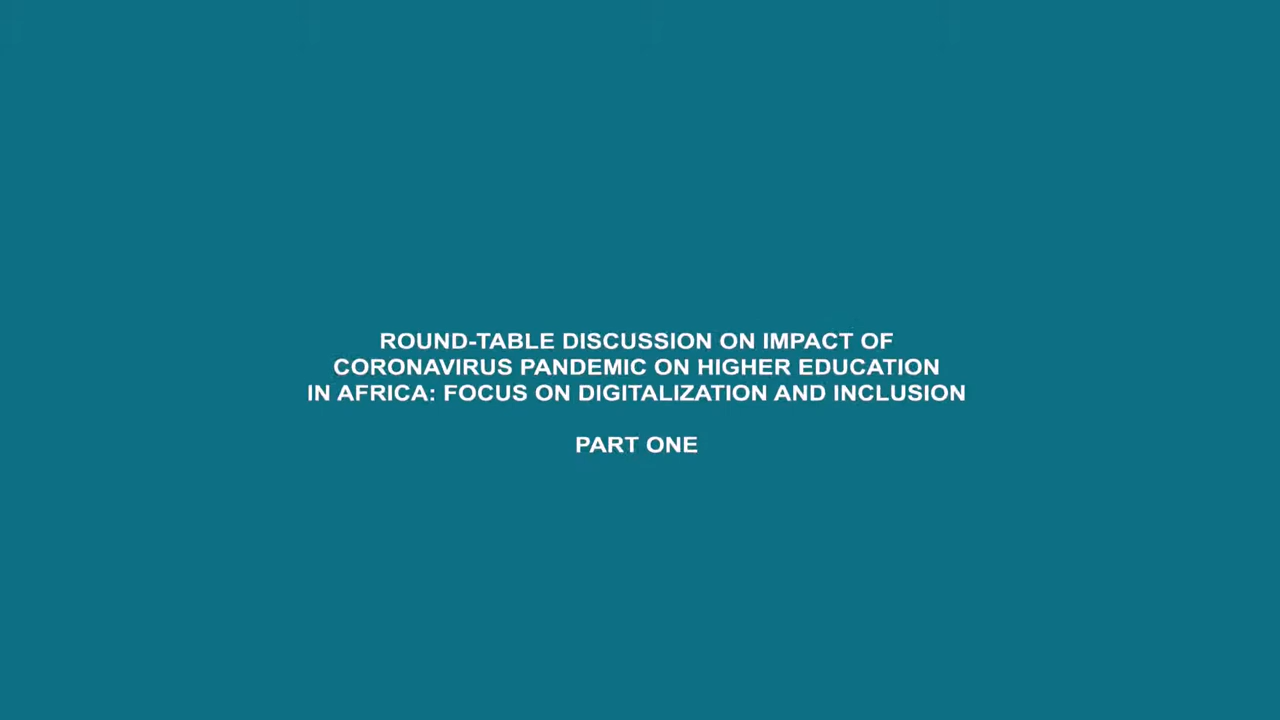 ROUND-TABLE DISCUSSION ON IMPACT OF
CORONAVIRUS PANDEMIC ON HIGHER EDUCATION
IN AFRICA: FOCUS ON DIGITALIZATION AND INCLUSION
PART ONE